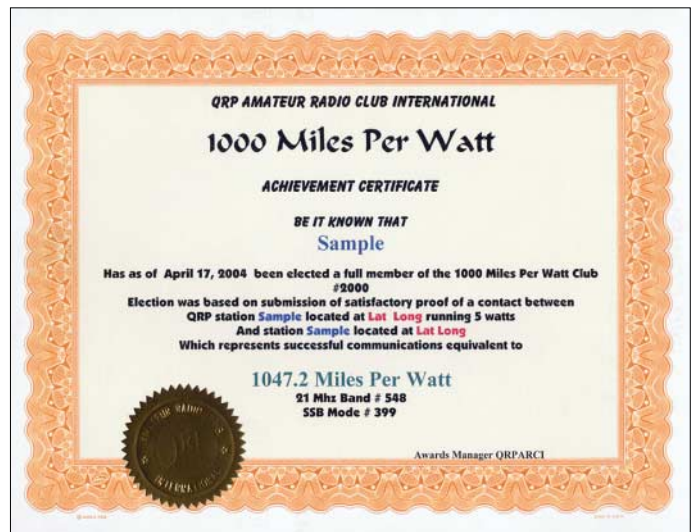 QRP AMATEUR RADIO CLUB INTERNATIONAL
1000 Miles Per Watt
ACHIEVEMENT CERTIFICATE
BE IT KNOWN THAT
Sample
Has as of April 17, 2004 been elected a full member of the 1000 Miles Per Watt Club
#2000
Election was based on submission of satisfactory proof of a contact between
QRP station Sample located at Lat Long running 5 watts
And station Sample located at Lat Long
Which represents successful communications equivalent to
1047.2 Miles Per Watt
21 Mhz Band # 548
SSB Mode # 399
AMATEUR RADIO
INTERNATIONAL
Awards Manager QRPARCI